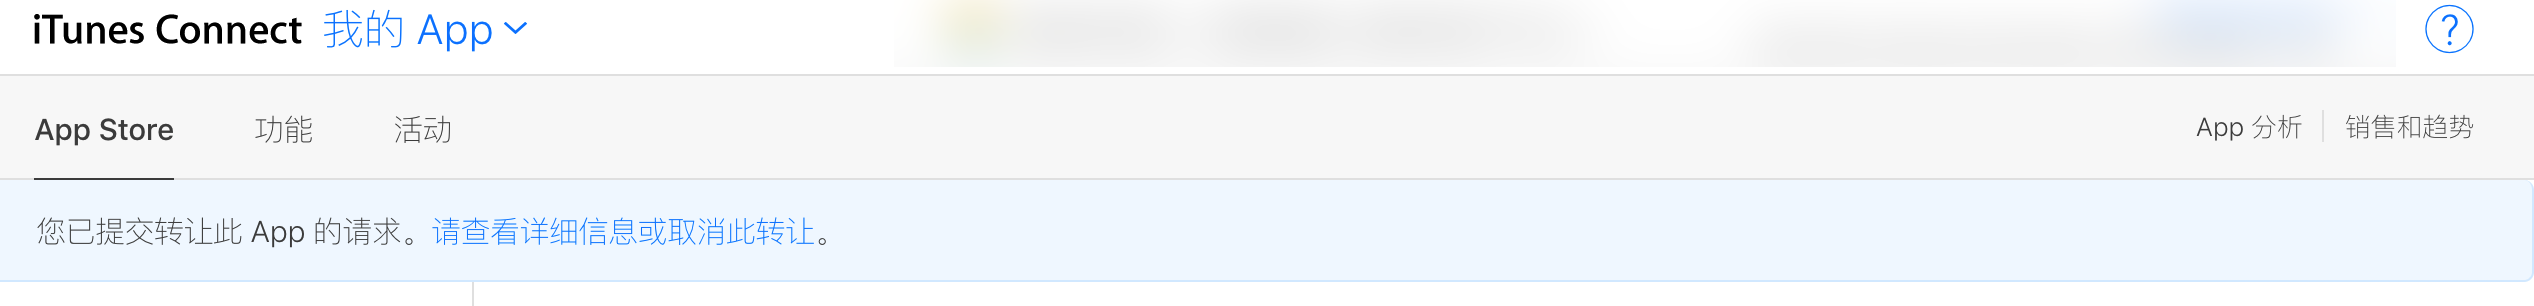 iTunes Connect 我的 App
?
App Store 功能 活动 App 分析 销售和趋势
您已提交转让此 App 的请求。请查看详细信息或取消此转让。